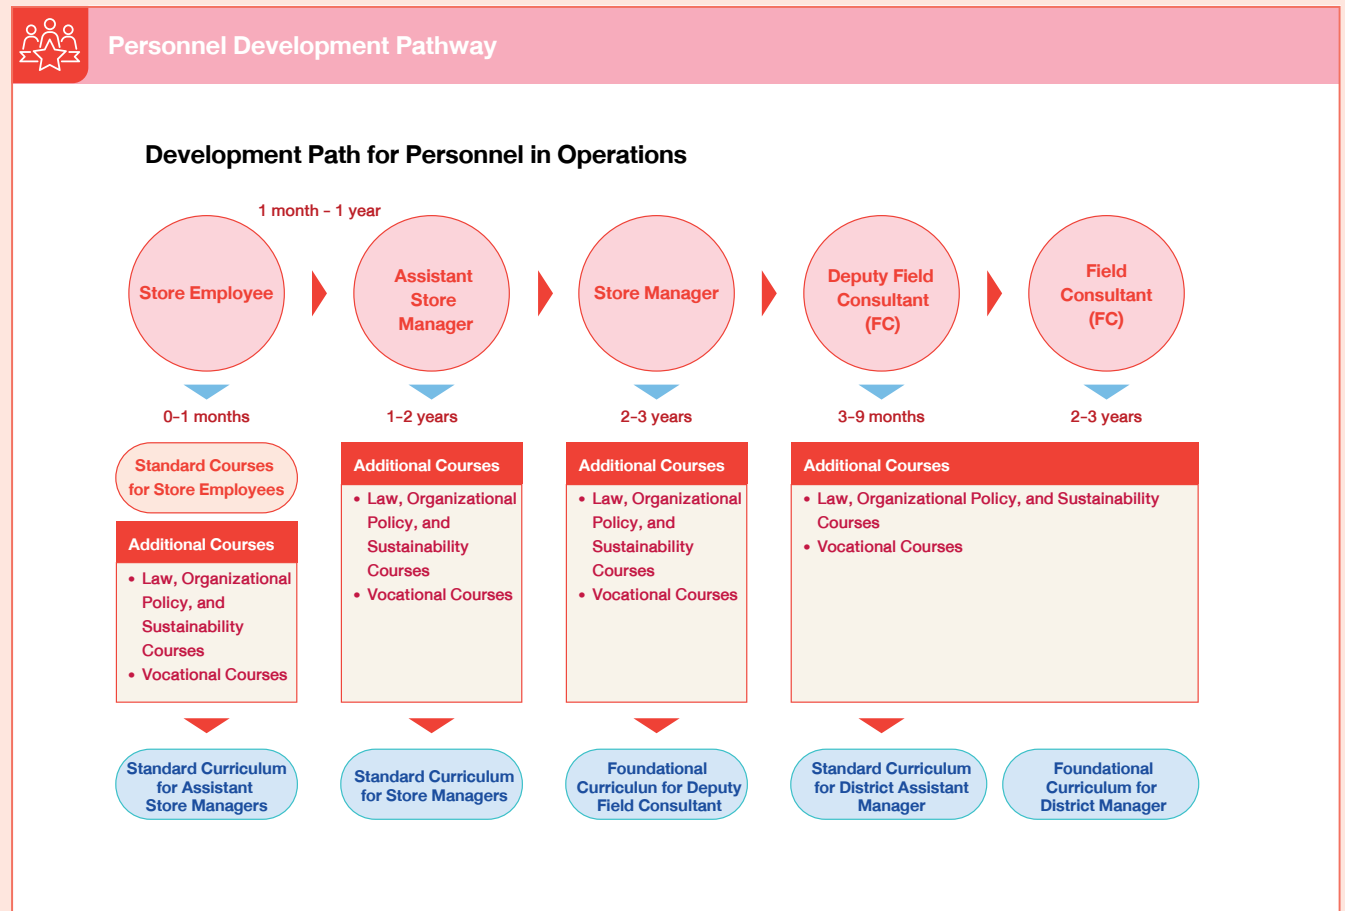 Personnel Development Pathway
Development Path for Personnel in Operations
1 month – 1 year
Store Employee
Assistant
Store
Manager
Store Manager
Deputy Field
Consultant
(FC)
Field
Consultant
(FC)
0–1 months
1–2 years
2–3 years
3–9 months
2–3 years
Standard Courses
for Store Employees
Additional Courses
• Law, Organizational
Policy, and
Sustainability
Courses
• Vocational Courses
Additional Courses
• Law, Organizational
Policy, and
Sustainability
Courses
• Vocational Courses
Additional Courses
• Law, Organizational
Policy, and
Sustainability
Courses
• Vocational Courses
Additional Courses
• Law, Organizational Policy, and Sustainability
Courses
• Vocational Courses
Standard Curriculum
for Assistant
Store Managers
Standard Curriculum
for Store Managers
Foundational
Curriculun for Deputy
Field Consultant
Standard Curriculum
for District Assistant
Manager
Foundational
Curriculum for
District Manager